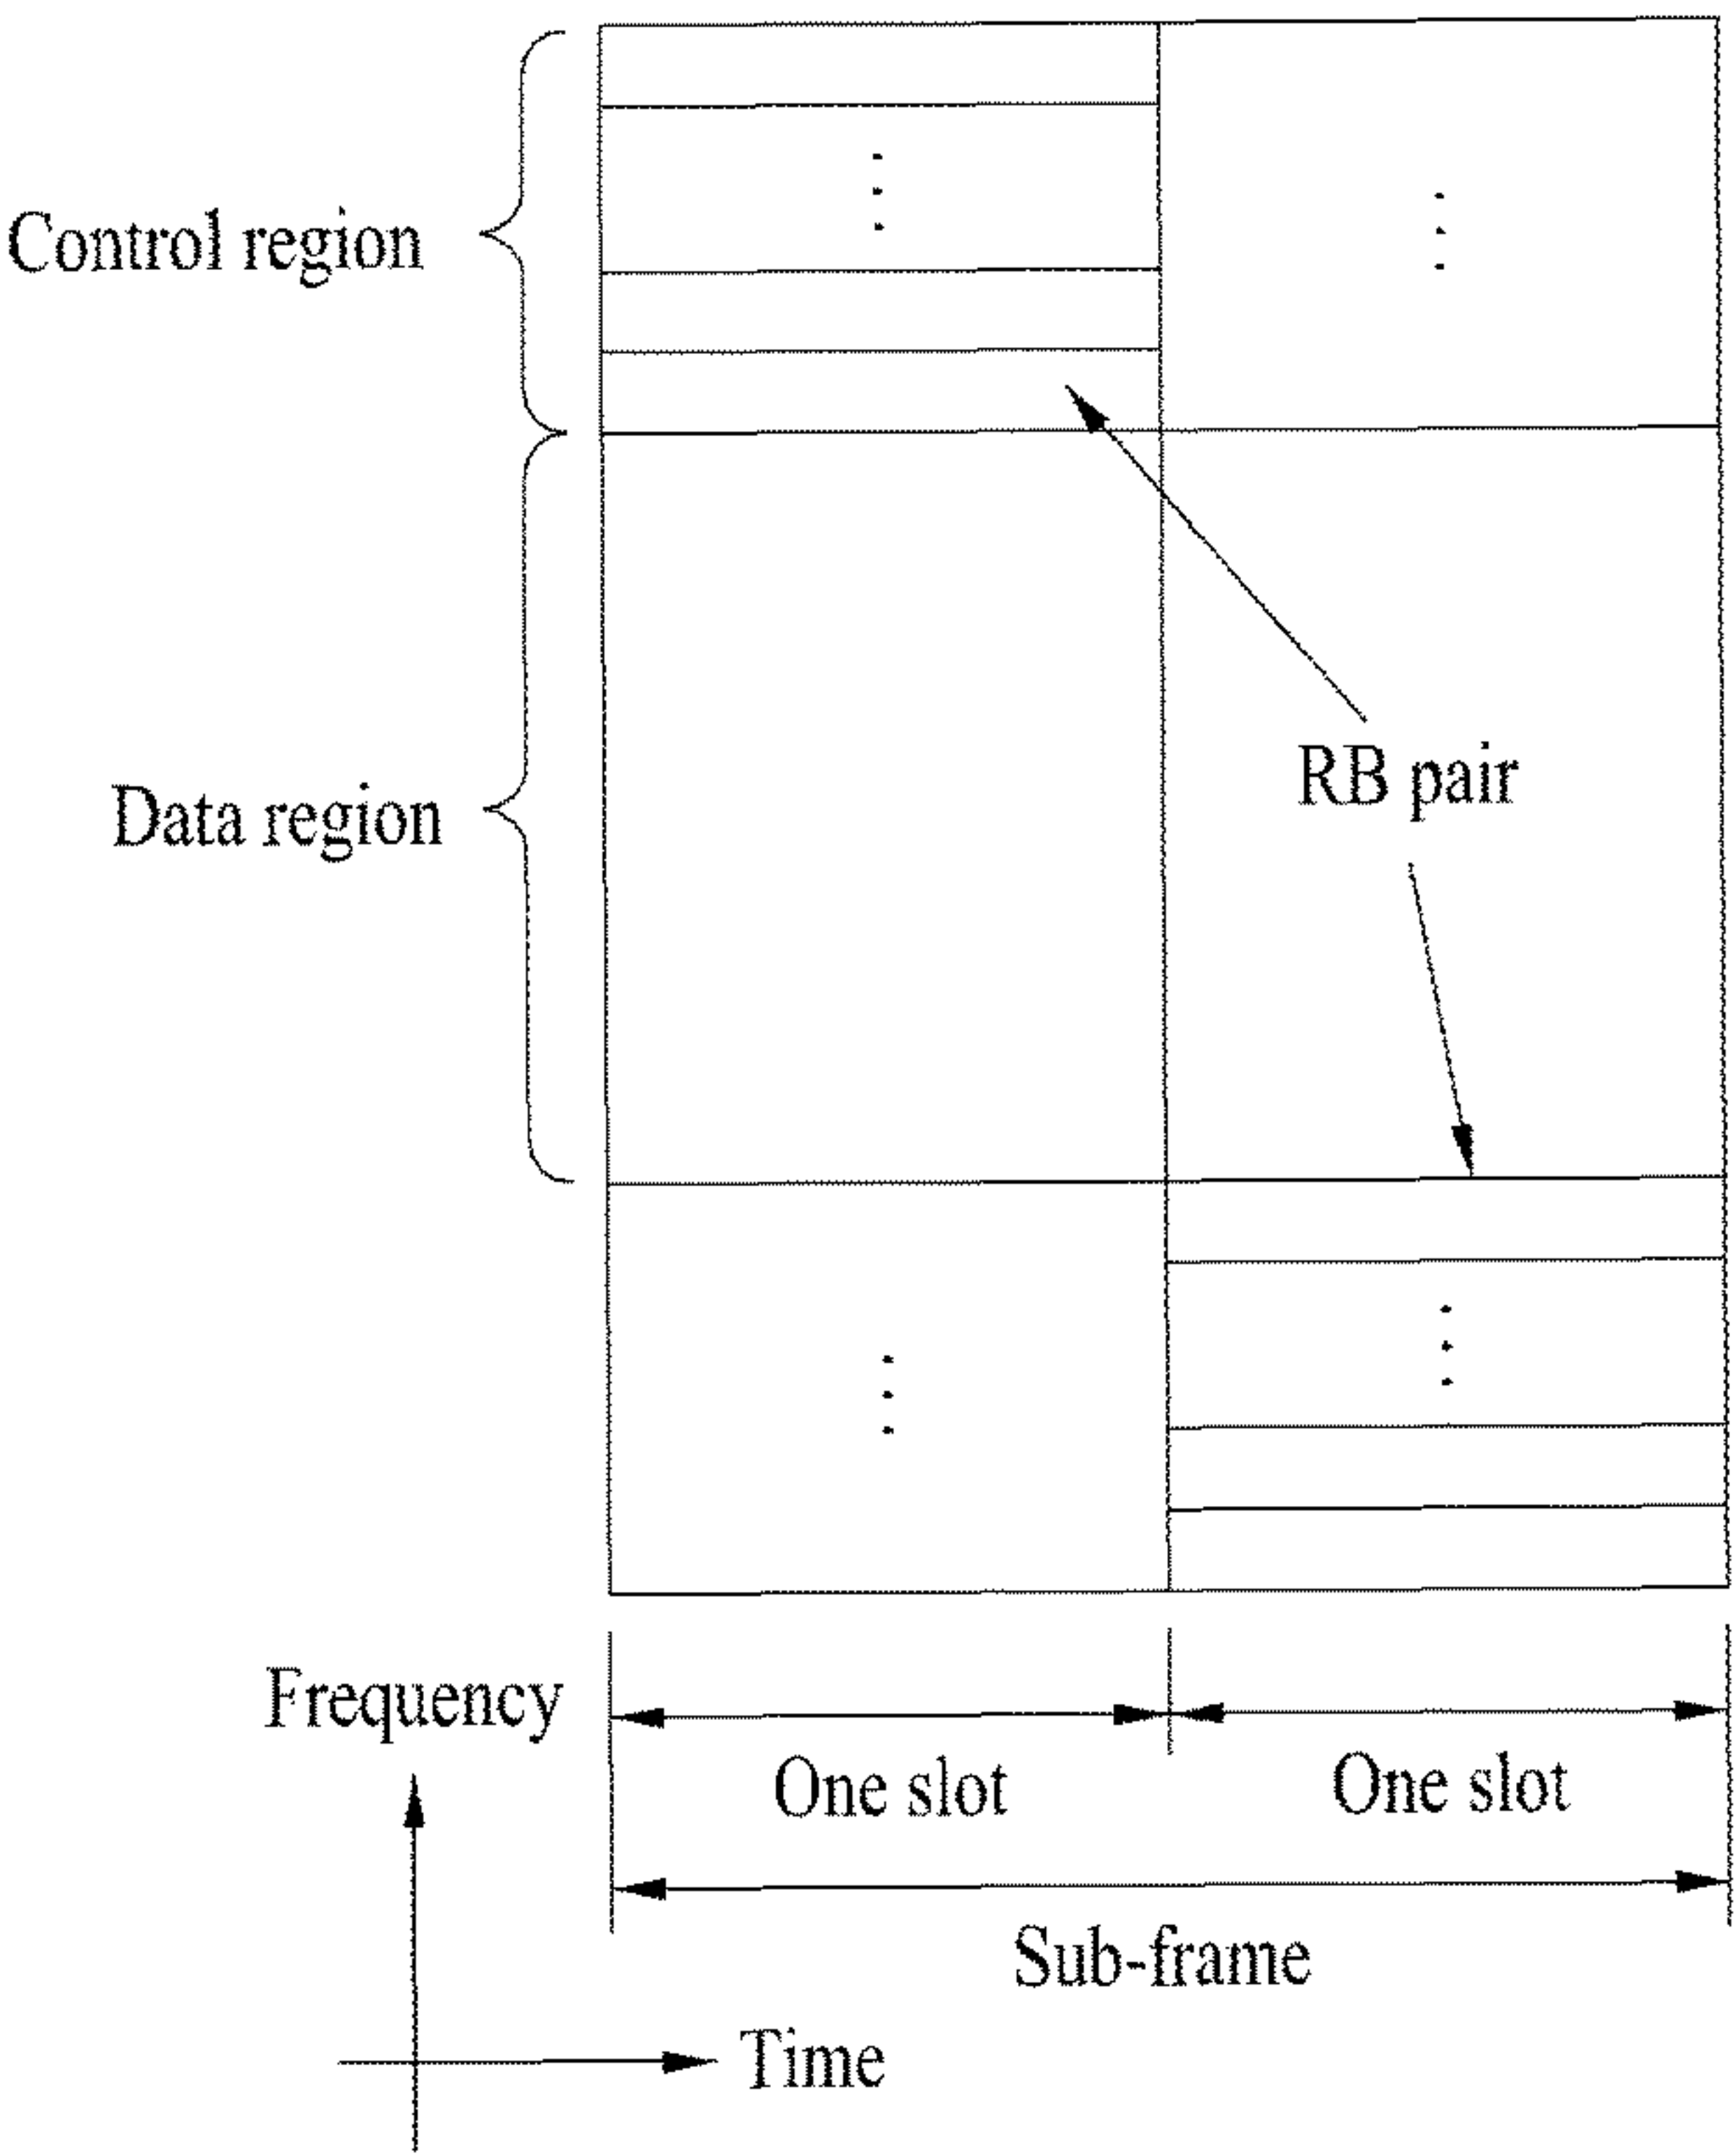 Control region
RB pair
Data region
Frequency
One slot
One slot
Sub-frame
Time